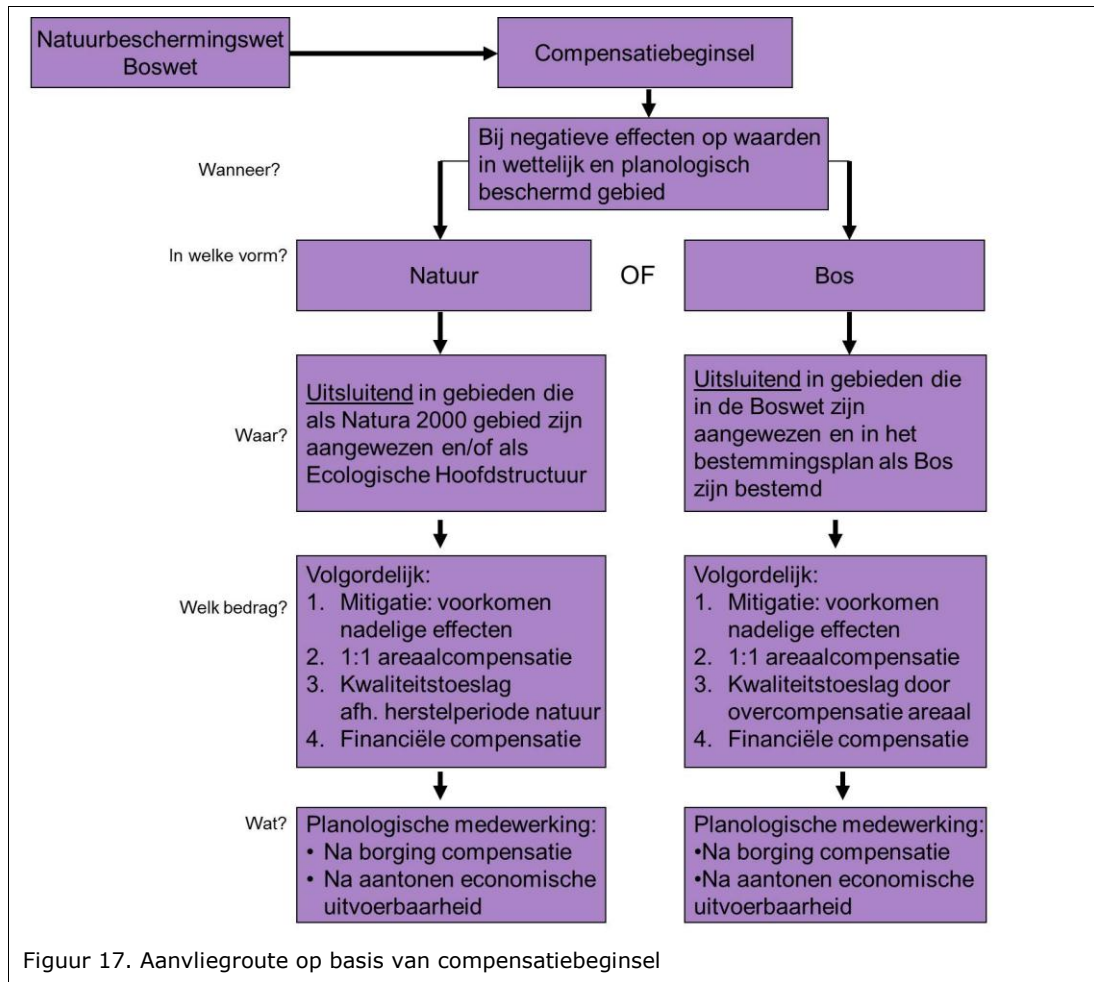 Natuurbeschermingswet
Boswet
Compensatiebeginsel
Wanneer?
Bij negatieve effecten op waarden
in wettelijk en planologisch
beschermd gebied
In welke vorm?
Natuur
OF
Bos
Waar?
Uitsluitend in gebieden die
als Natura 2000 gebied zijn
aangewezen en/of als
Ecologische Hoofdstructuur
Uitsluitend in gebieden die
in de Boswet zijn
aangewezen en in het
bestemmingsplan als Bos
zijn bestemd
Welk bedrag?
Volgordelijk:
1. Mitigatie: voorkomen
nadelige effecten
2. 1:1 areaalcompensatie
3. Kwaliteitstoeslag
afh. herstelperiode natuur
4. Financiële compensatie
Volgordelijk:
1. Mitigatie: voorkomen
nadelige effecten
2. 1:1 areaalcompensatie
3. Kwaliteitstoeslag door
overcompensatie areaal
4. Financiële compensatie
Wat?
Planologische medewerking:
• Na borging compensatie
• Na aantonen economische
uitvoerbaarheid
Planologische medewerking:
•Na borging compensatie
•Na aantonen economische
uitvoerbaarheid
Figuur 17. Aanvliegroute op basis van compensatiebeginsel